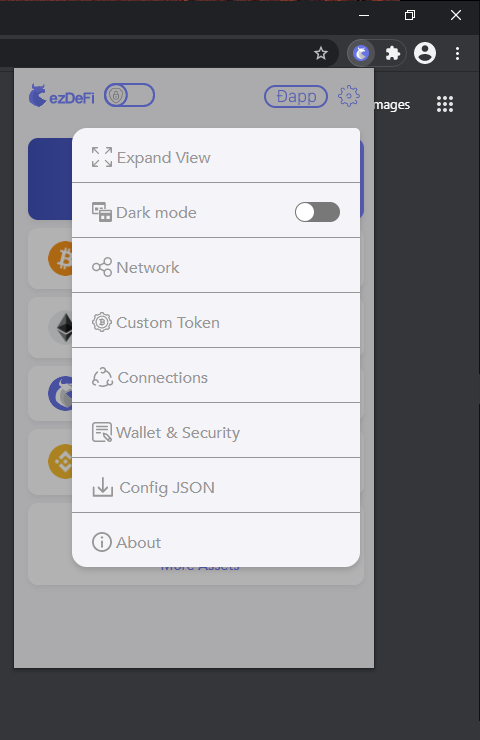 ezDeFi
Đapp
mages
Expand View
Dark mode
Network
Custom Token
Connections
Wallet & Security
Config JSON
About
More Assets